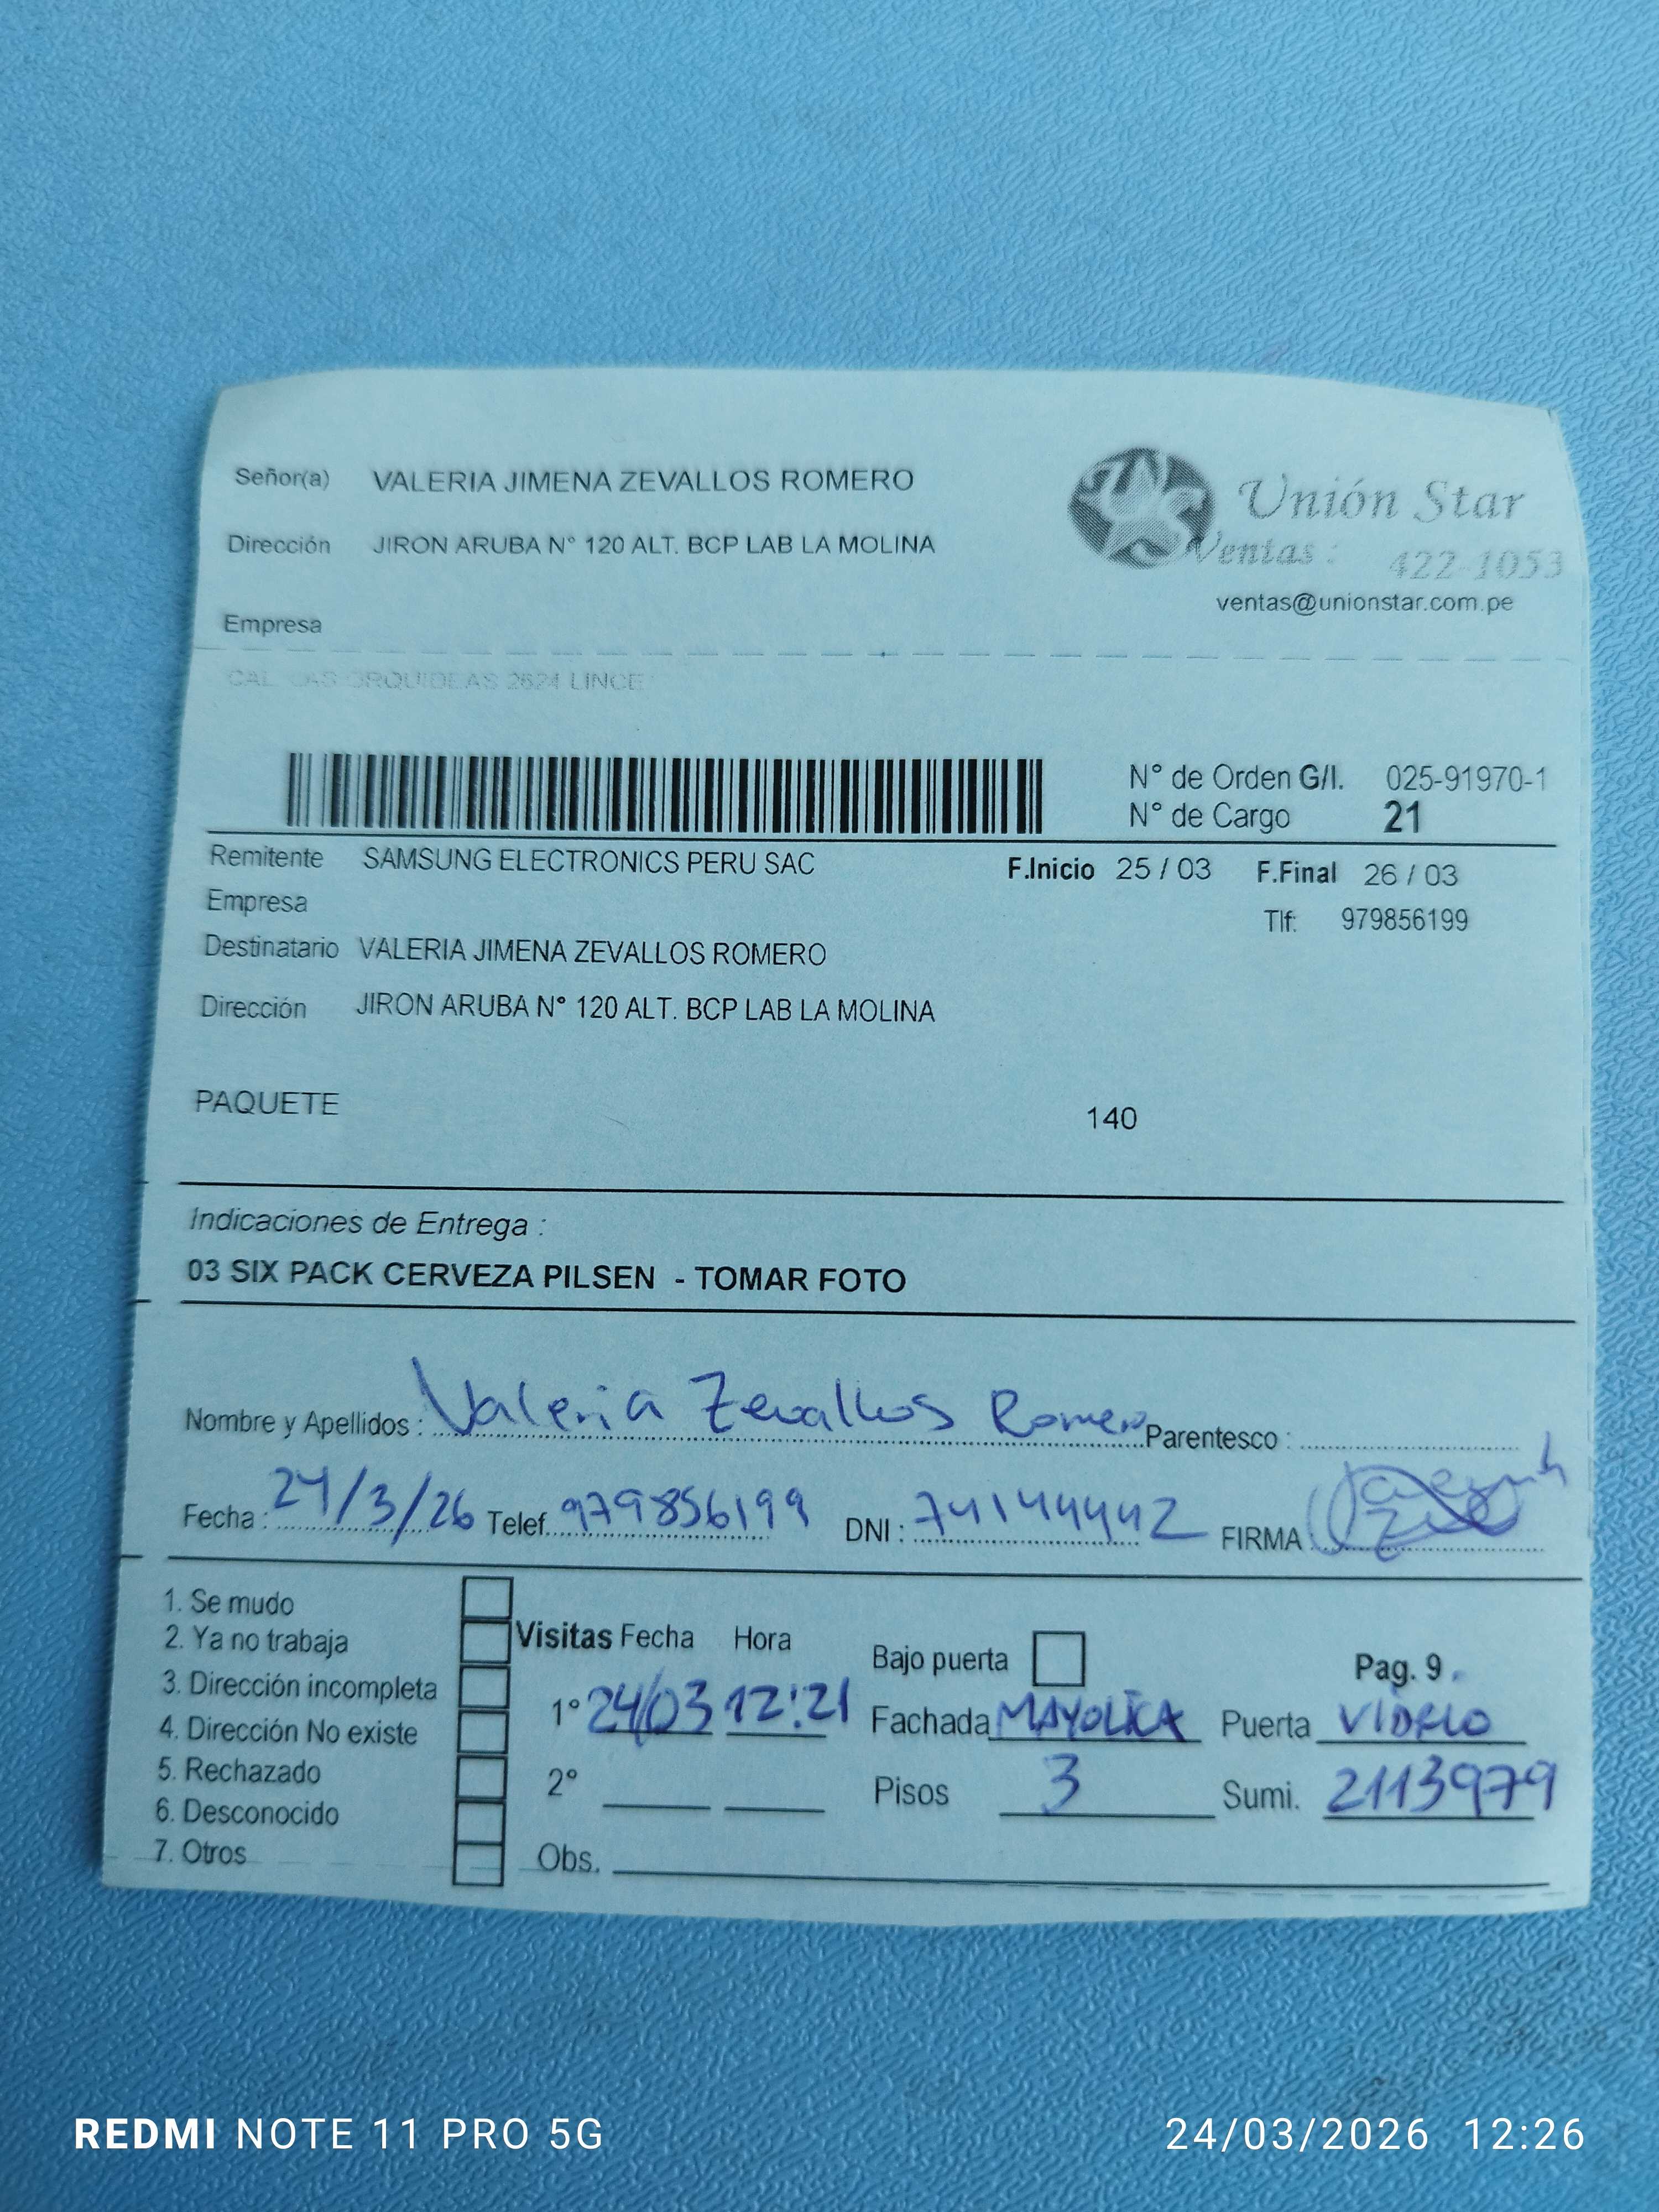 Señor(a) VALERIA JIMENA ZEVALLOS ROMERO
Unión Star
Dirección JIRON ARUBA N° 120 ALT. BCP LAB LA MOLINA
Ventas : 422-1053
ventas@unionstar.com.pe
Empresa
ORQUIDEAS 2624 LINCE
N° de Orden G/I. 025-91970-1
N° de Cargo 21
Remitente SAMSUNG ELECTRONICS PERU SAC F.Inicio 25 / 03 F.Final 26 / 03
Empresa
Tlf: 979856199
Destinatario VALERIA JIMENA ZEVALLOS ROMERO
Dirección JIRON ARUBA N° 120 ALT. BCP LAB LA MOLINA
PAQUETE 140
Indicaciones de Entrega :
03 SIX PACK CERVEZA PILSEN - TOMAR FOTO
Nombre y Apellidos : Valeria Zevallos Romero Parentesco :
Fecha : 24/3/26 Telef. 979856199 DNI : 74144442 FIRMA
1. Se mudo
2. Ya no trabaja
3. Dirección incompleta
4. Dirección No existe
5. Rechazado
6. Desconocido
7. Otros
Visitas Fecha Hora
1° 24/03 12:21
2°
Obs.
Bajo puerta Pag. 9
Fachada MAYOLICA Puerta VIDRIO
Pisos 3 Sumi. 2113979
REDMI NOTE 11 PRO 5G
24/03/2026 12:26